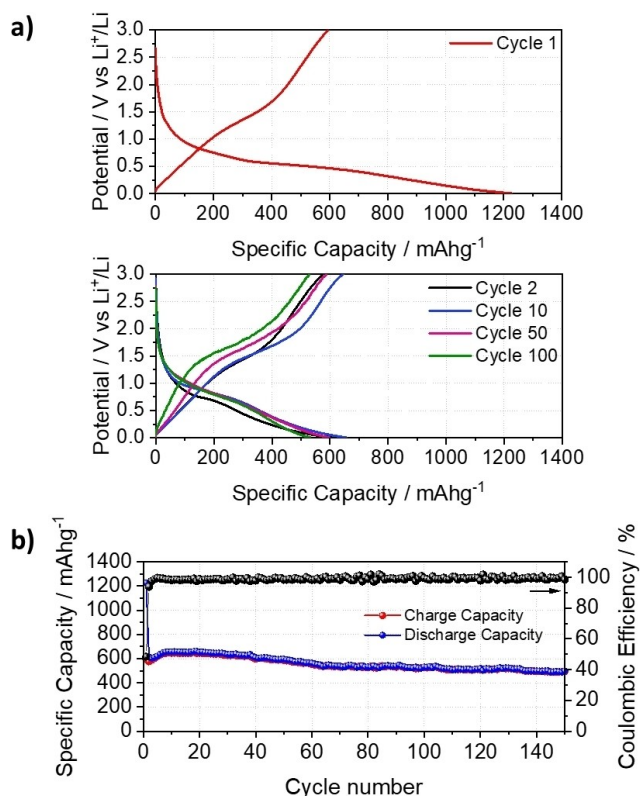 a)
Potential / V vs Li⁺/Li
3.0
2.5
2.0
1.5
1.0
0.5
0.0
Cycle 1
0 200 400 600 800 1000 1200 1400
Specific Capacity / mAhg⁻¹
Potential / V vs Li⁺/Li
3.0
2.5
2.0
1.5
1.0
0.5
0.0
Cycle 2
Cycle 10
Cycle 50
Cycle 100
0 200 400 600 800 1000 1200 1400
Specific Capacity / mAhg⁻¹
b)
Specific Capacity / mAhg⁻¹
1400
1200
1000
800
600
400
200
0
Charge Capacity
Discharge Capacity
100
80
60
40
20
0
Coulombic Efficiency / %
0 20 40 60 80 100 120 140
Cycle number